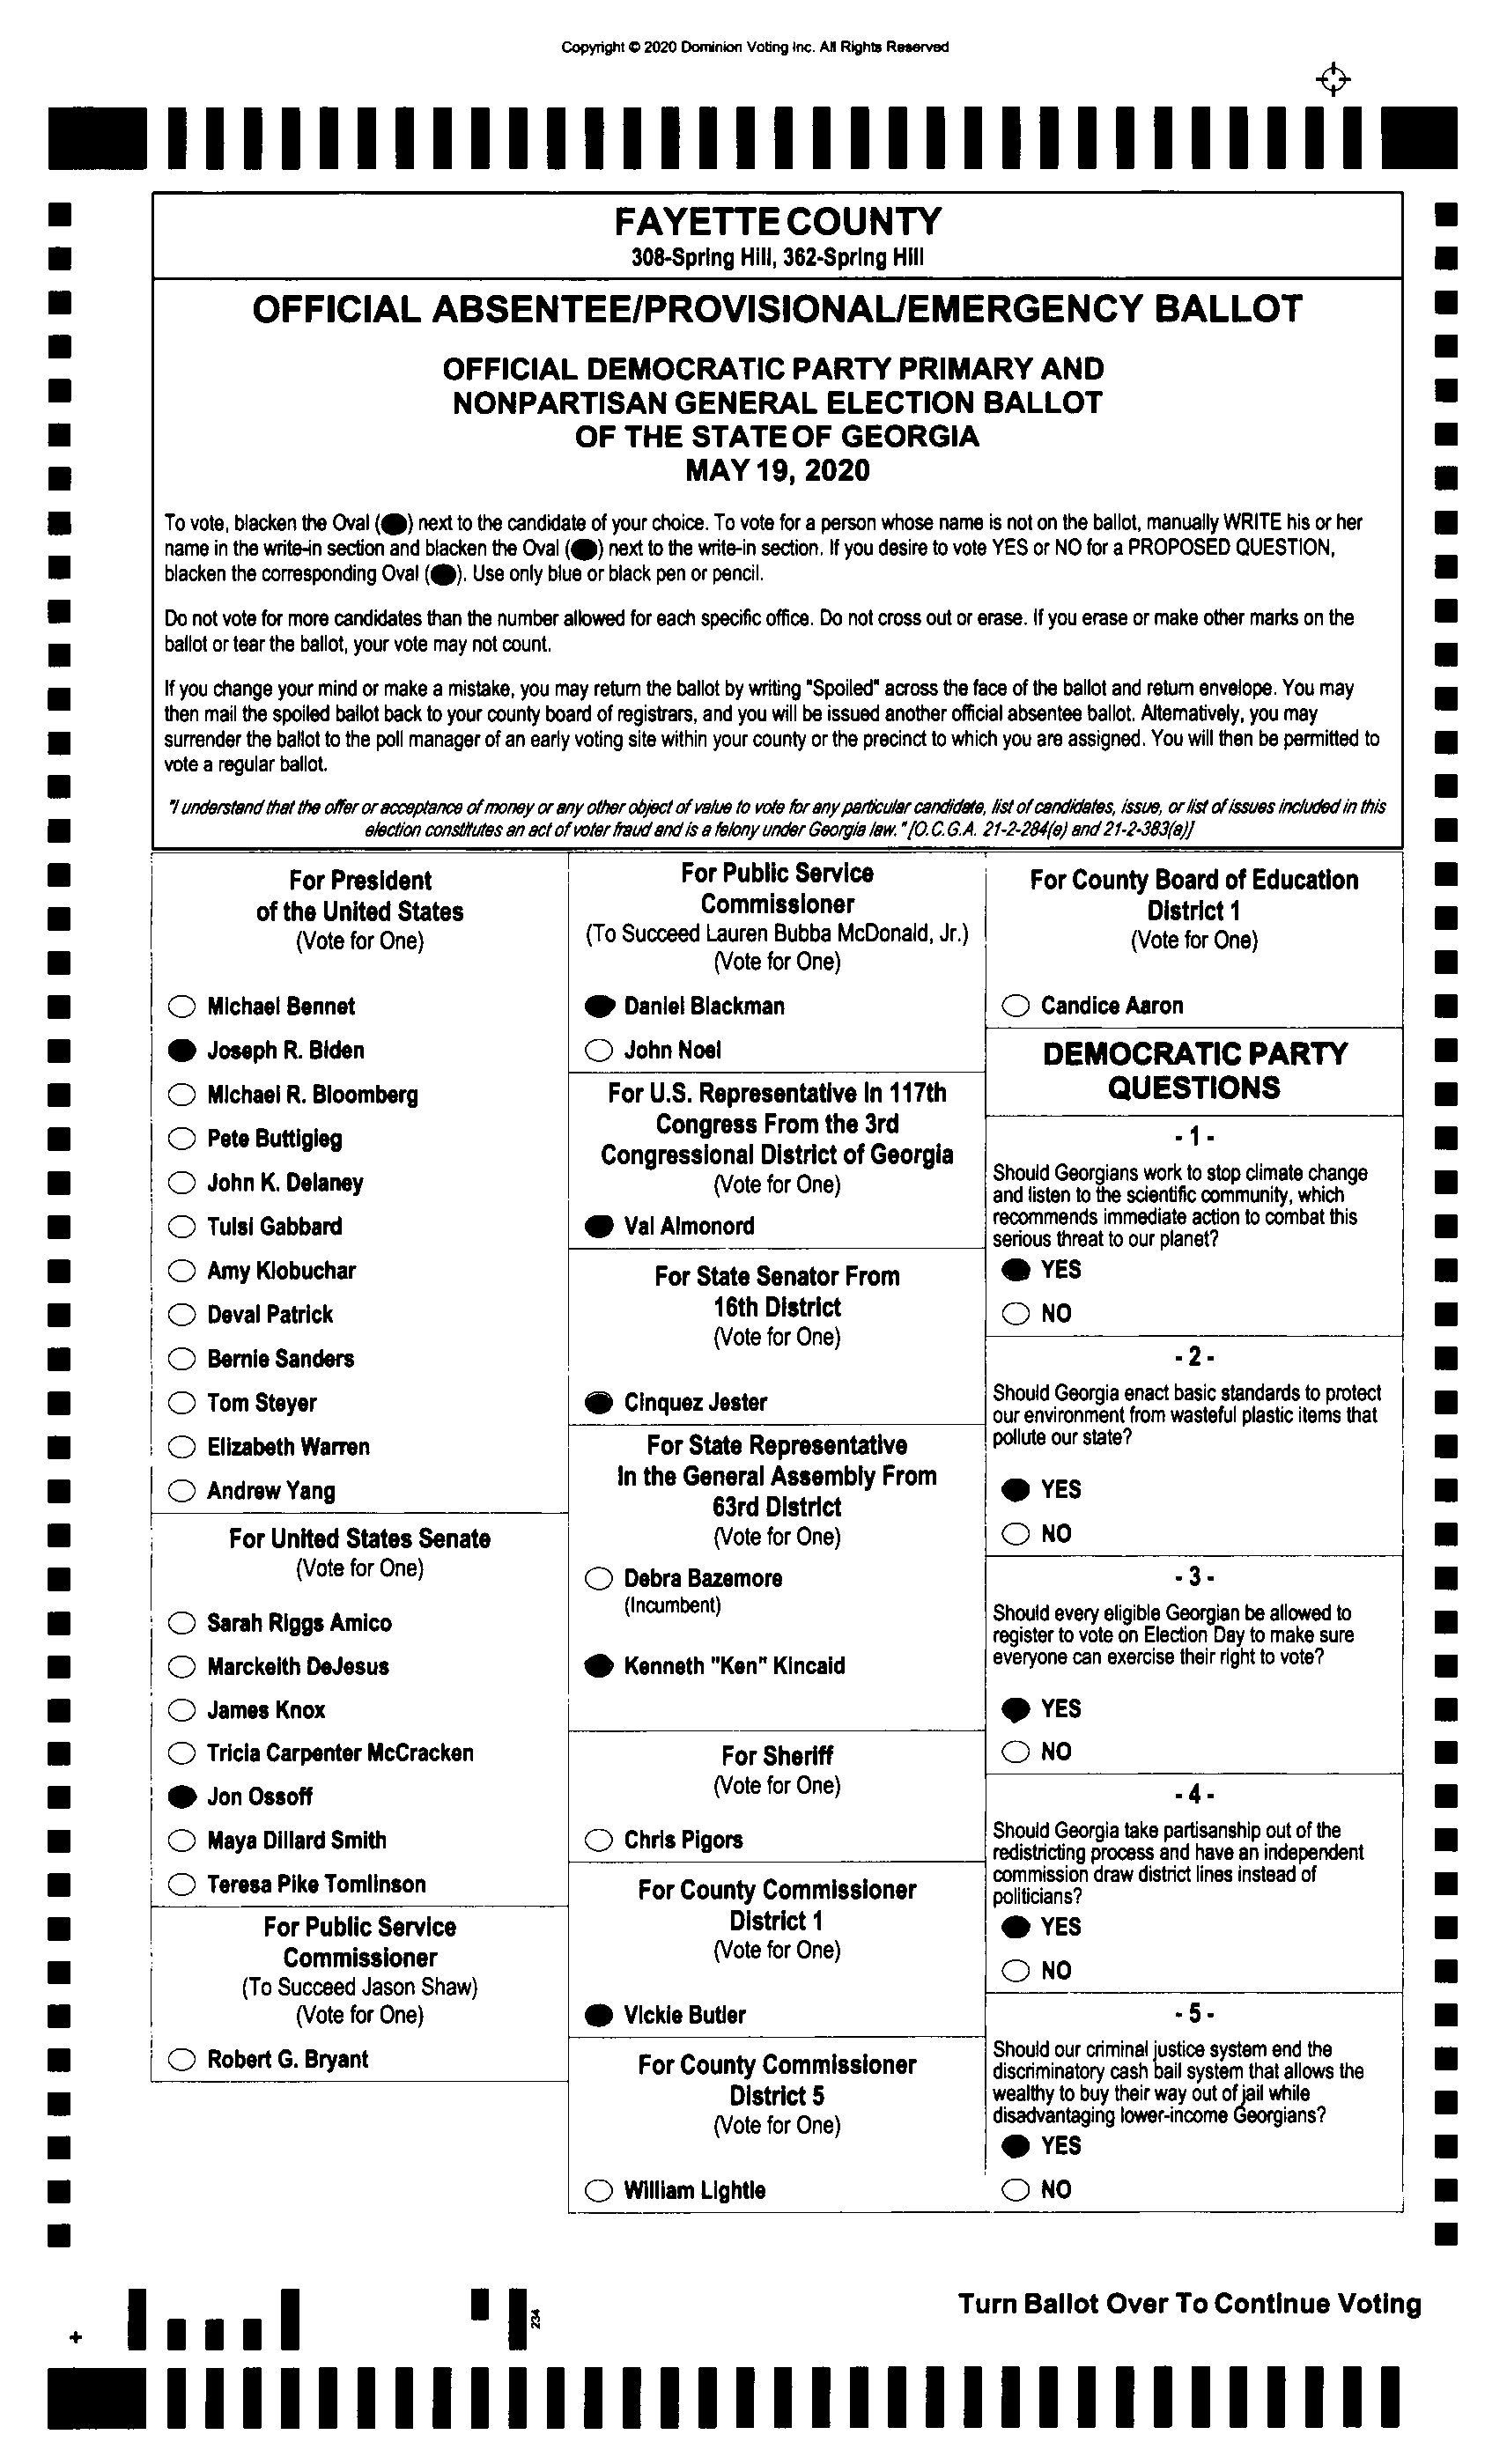 Copyright © 2020 Dominion Voting Inc. All Rights Reserved
FAYETTE COUNTY
308-Spring Hill, 362-Spring Hill
OFFICIAL ABSENTEE/PROVISIONAL/EMERGENCY BALLOT
OFFICIAL DEMOCRATIC PARTY PRIMARY AND
NONPARTISAN GENERAL ELECTION BALLOT
OF THE STATE OF GEORGIA
MAY 19, 2020
To vote, blacken the Oval (●) next to the candidate of your choice. To vote for a person whose name is not on the ballot, manually WRITE his or her
name in the write-in section and blacken the Oval (●) next to the write-in section. If you desire to vote YES or NO for a PROPOSED QUESTION,
blacken the corresponding Oval (●). Use only blue or black pen or pencil.
Do not vote for more candidates than the number allowed for each specific office. Do not cross out or erase. If you erase or make other marks on the
ballot or tear the ballot, your vote may not count.
If you change your mind or make a mistake, you may return the ballot by writing "Spoiled" across the face of the ballot and return envelope. You may
then mail the spoiled ballot back to your county board of registrars, and you will be issued another official absentee ballot. Alternatively, you may
surrender the ballot to the poll manager of an early voting site within your county or the precinct to which you are assigned. You will then be permitted to
vote a regular ballot.
"I understand that the offer or acceptance of money or any other object of value to vote for any particular candidate, list of candidates, issue, or list of issues included in this
election constitutes an act of voter fraud and is a felony under Georgia law." [O.C.G.A. 21-2-284(e) and 21-2-383(a)]
For President
of the United States
(Vote for One)
Michael Bennet
Joseph R. Biden
Michael R. Bloomberg
Pete Buttigieg
John K. Delaney
Tulsi Gabbard
Amy Klobuchar
Deval Patrick
Bernie Sanders
Tom Steyer
Elizabeth Warren
Andrew Yang
For United States Senate
(Vote for One)
Sarah Riggs Amico
Marckeith DeJesus
James Knox
Tricia Carpenter McCracken
Jon Ossoff
Maya Dillard Smith
Teresa Pike Tomlinson
For Public Service
Commissioner
(To Succeed Jason Shaw)
(Vote for One)
Robert G. Bryant
For Public Service
Commissioner
(To Succeed Lauren Bubba McDonald, Jr.)
(Vote for One)
Daniel Blackman
John Noel
For U.S. Representative in 117th
Congress From the 3rd
Congressional District of Georgia
(Vote for One)
Val Almonord
For State Senator From
16th District
(Vote for One)
Cinquez Jester
For State Representative
In the General Assembly From
63rd District
(Vote for One)
Debra Bazemore
(Incumbent)
Kenneth "Ken" Kincaid
For Sheriff
(Vote for One)
Chris Pigors
For County Commissioner
District 1
(Vote for One)
Vickie Butler
For County Commissioner
District 5
(Vote for One)
William Lightle
For County Board of Education
District 1
(Vote for One)
Candice Aaron
DEMOCRATIC PARTY
QUESTIONS
- 1 -
Should Georgians work to stop climate change
and listen to the scientific community, which
recommends immediate action to combat this
serious threat to our planet?
YES
NO
- 2 -
Should Georgia enact basic standards to protect
our environment from wasteful plastic items that
pollute our state?
YES
NO
- 3 -
Should every eligible Georgian be allowed to
register to vote on Election Day to make sure
everyone can exercise their right to vote?
YES
NO
- 4 -
Should Georgia take partisanship out of the
redistricting process and have an independent
commission draw district lines instead of
politicians?
YES
NO
- 5 -
Should our criminal justice system end the
discriminatory cash bail system that allows the
wealthy to buy their way out of jail while
disadvantaging lower-income Georgians?
YES
NO
234
Turn Ballot Over To Continue Voting